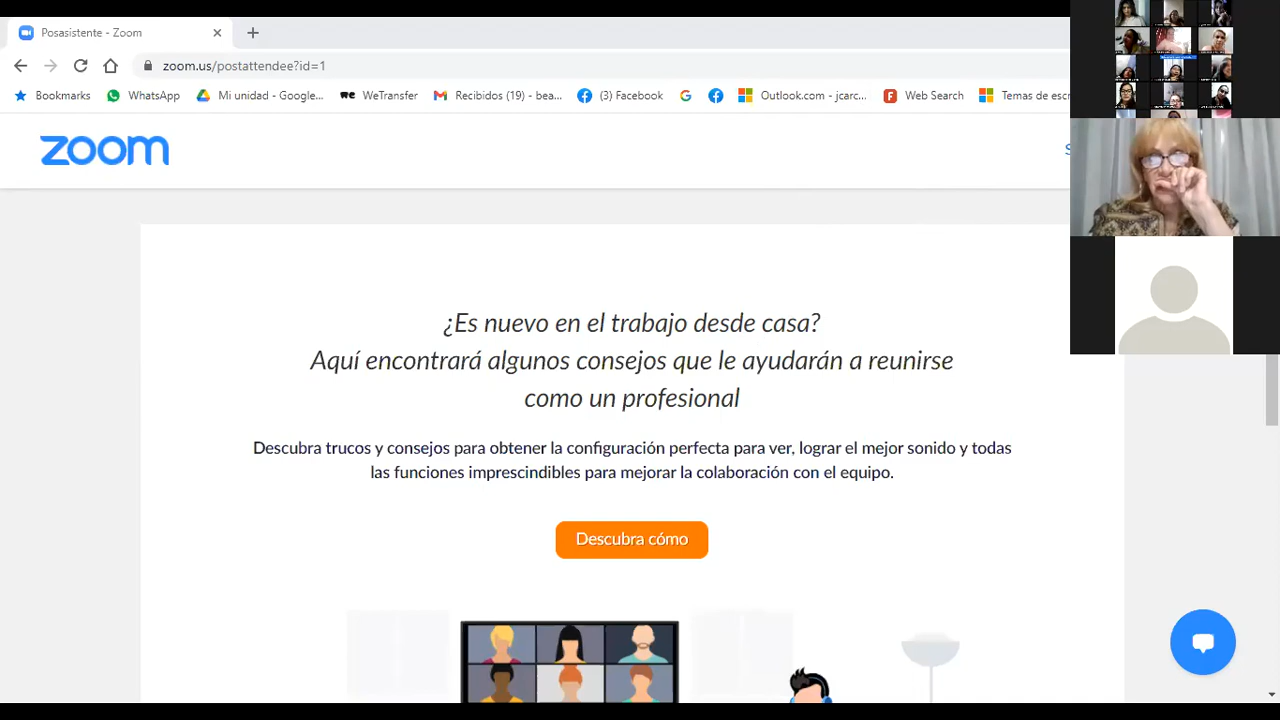 Posasistente - Zoom
zoom.us/postattendee?id=1
Bookmarks WhatsApp Mi unidad - Google... WeTransfer Recibidos (19) - bea... (3) Facebook Outlook.com - jcarc... Web Search Temas de esc
zoom
¿Es nuevo en el trabajo desde casa?
Aquí encontrará algunos consejos que le ayudarán a reunirse
como un profesional
Descubra trucos y consejos para obtener la configuración perfecta para ver, lograr el mejor sonido y todas
las funciones imprescindibles para mejorar la colaboración con el equipo.
Descubra cómo